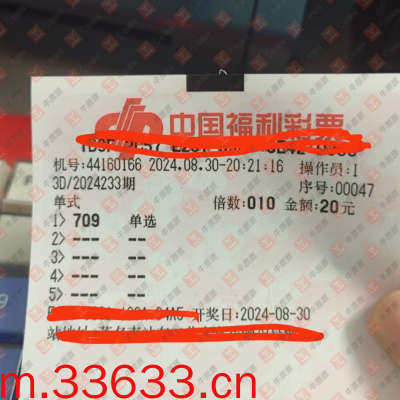 中国福利彩票
机号:44160166 2024.08.30-20:21:16 操作员:1
3D/2024233期 序号:00047
单式 倍数:010 金额:20元
1> 709 单选
2> --- ---
3> --- ---
4> --- ---
5> --- ---
开奖日:2024-08-30
m.33633.cn